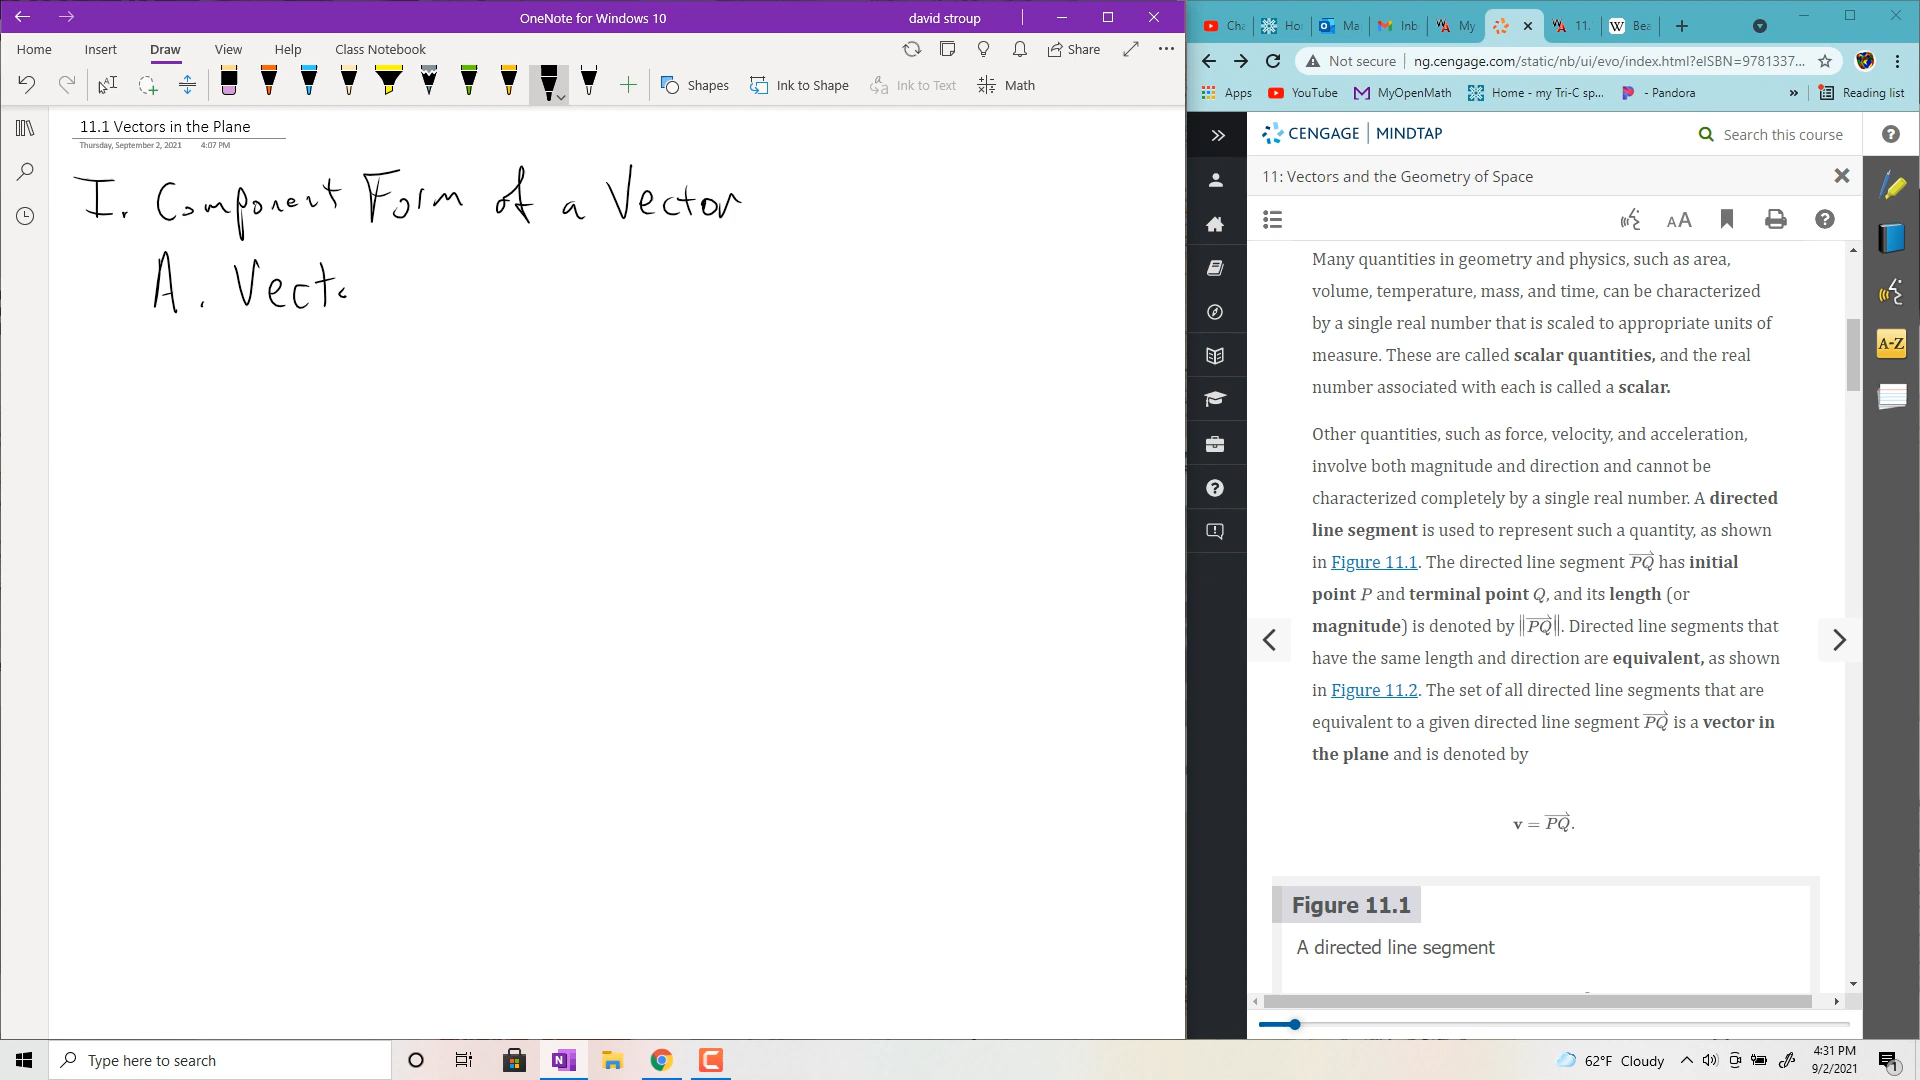 OneNote for Windows 10
david stroup
Home Insert Draw View Help Class Notebook
Share
Shapes Ink to Shape Ink to Text Math
11.1 Vectors in the Plane
Thursday, September 2, 2021 4:07 PM
I. Component Form of a Vector
A. Vecto
Ho Ma Inb My 11. Bea
Not secure ng.cengage.com/static/nb/ui/evo/index.html?eISBN=9781337...
Apps YouTube MyOpenMath Home - my Tri-C sp... - Pandora » Reading list
CENGAGE MINDTAP
Search this course
11: Vectors and the Geometry of Space
AA
Many quantities in geometry and physics, such as area,
volume, temperature, mass, and time, can be characterized
by a single real number that is scaled to appropriate units of
measure. These are called scalar quantities, and the real
number associated with each is called a scalar.
Other quantities, such as force, velocity, and acceleration,
involve both magnitude and direction and cannot be
characterized completely by a single real number. A directed
line segment is used to represent such a quantity, as shown
in Figure 11.1. The directed line segment PQ has initial
point P and terminal point Q, and its length (or
magnitude) is denoted by ||PQ||. Directed line segments that
have the same length and direction are equivalent, as shown
in Figure 11.2. The set of all directed line segments that are
equivalent to a given directed line segment PQ is a vector in
the plane and is denoted by
v = PQ.
Figure 11.1
A directed line segment
A-Z
Type here to search
62°F Cloudy
4:31 PM
9/2/2021
1